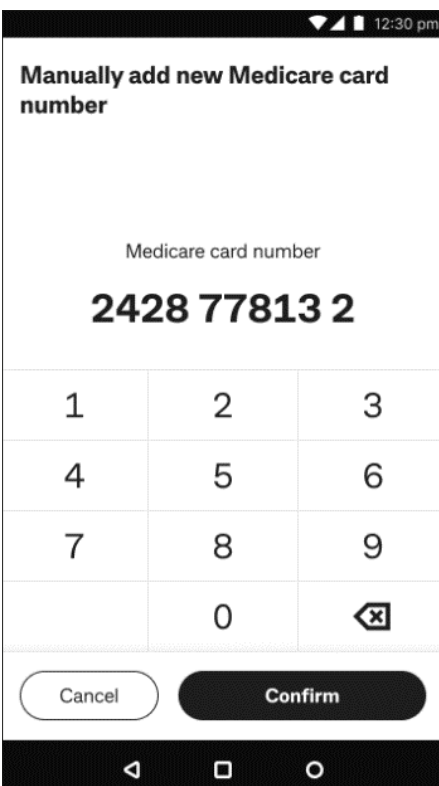 12:30 pm
Manually add new Medicare card
number
Medicare card number
2428 77813 2
1 2 3
4 5 6
7 8 9
0
Cancel Confirm